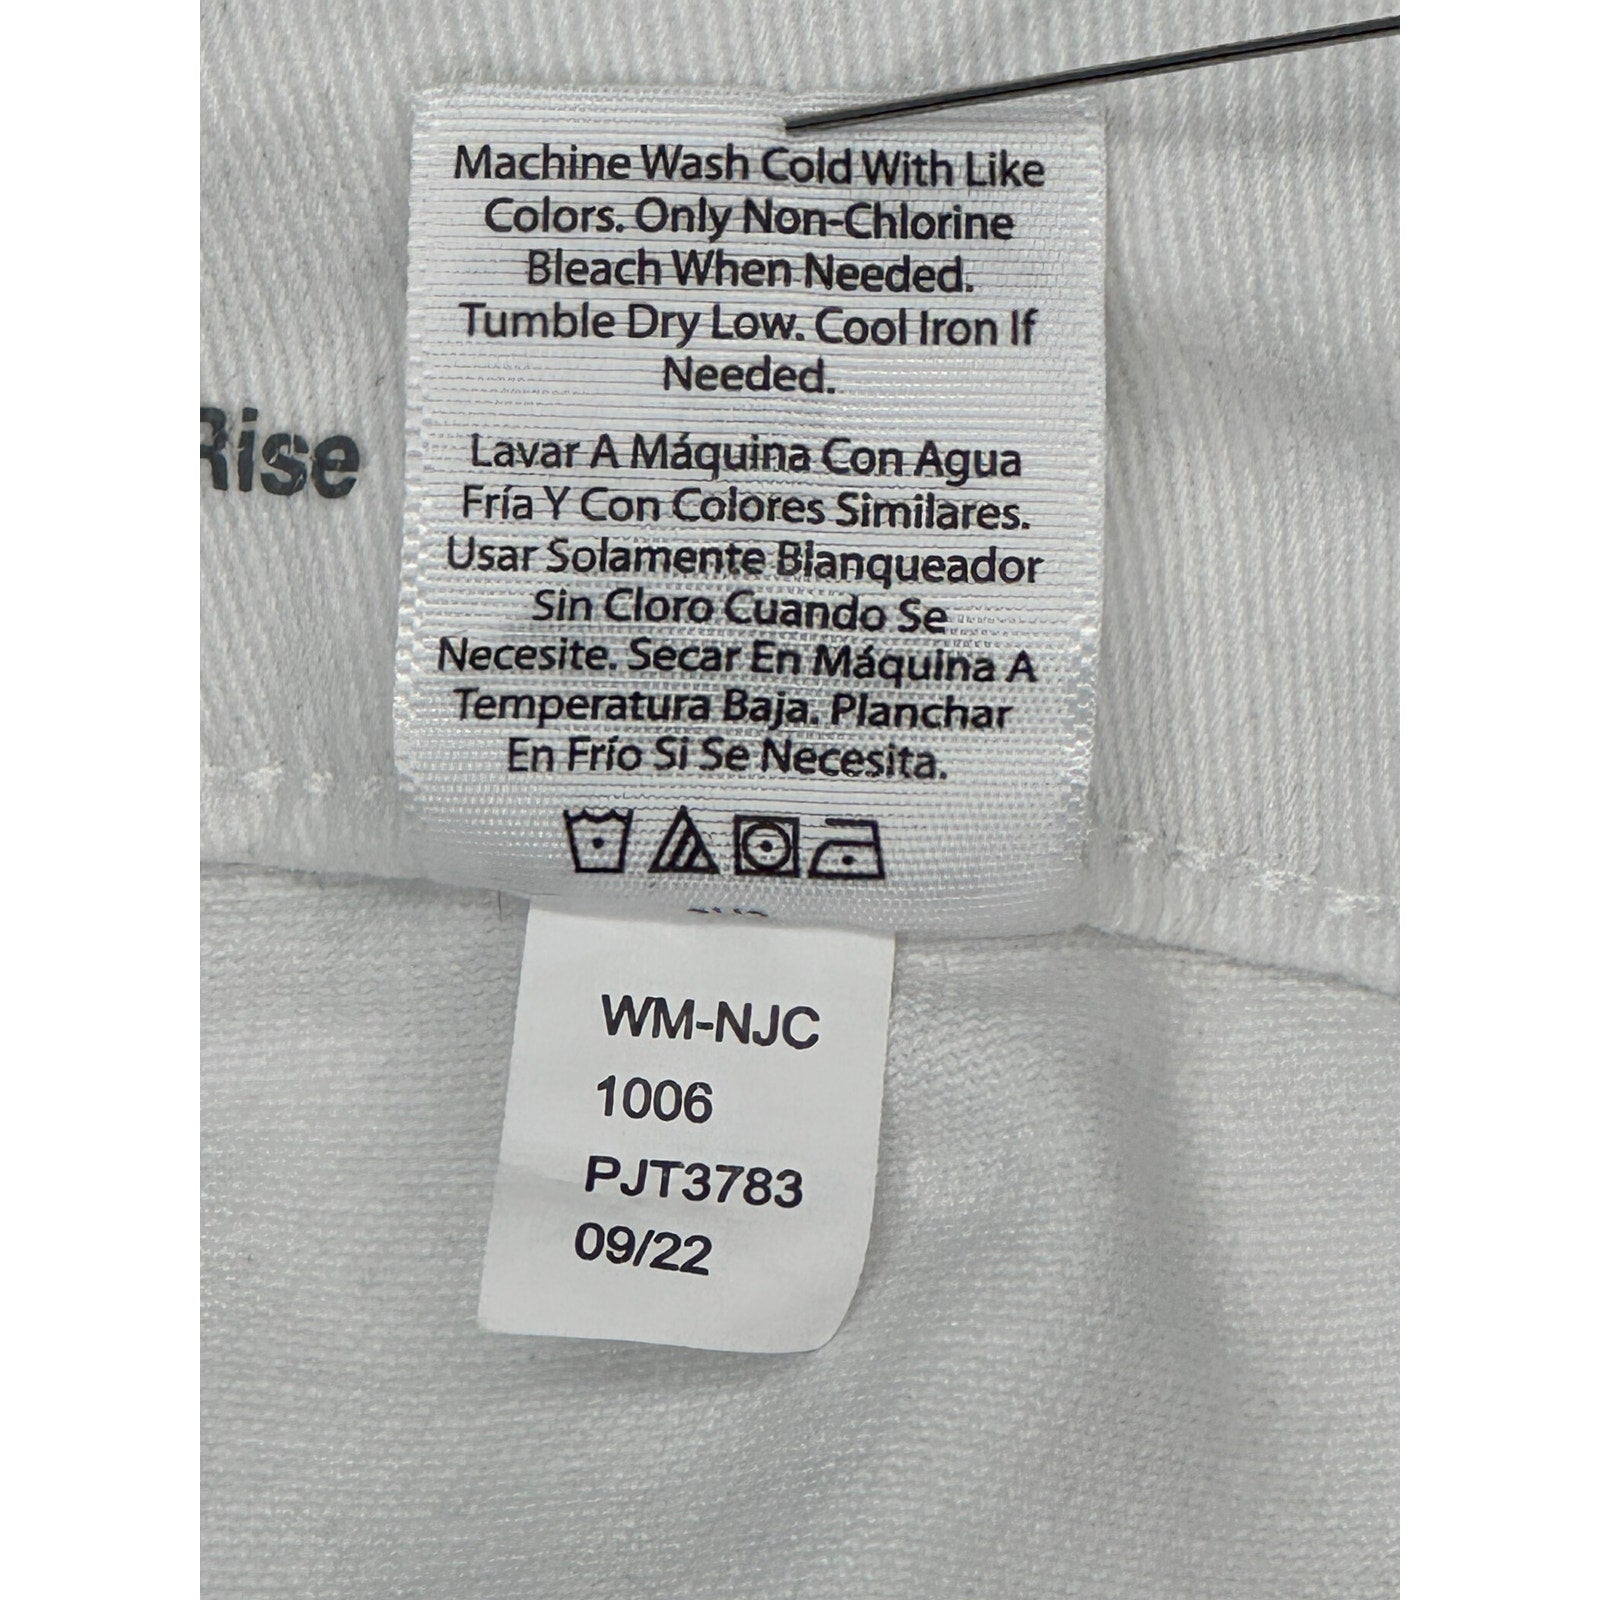 Machine Wash Cold With Like
Colors. Only Non-Chlorine
Bleach When Needed.
Tumble Dry Low. Cool Iron If
Needed.
Rise
Lavar A Máquina Con Agua
Fría Y Con Colores Similares.
Usar Solamente Blanqueador
Sin Cloro Cuando Se
Necesite. Secar En Máquina A
Temperatura Baja. Planchar
En Frío Si Se Necesita.
WM-NJC
1006
PJT3783
09/22